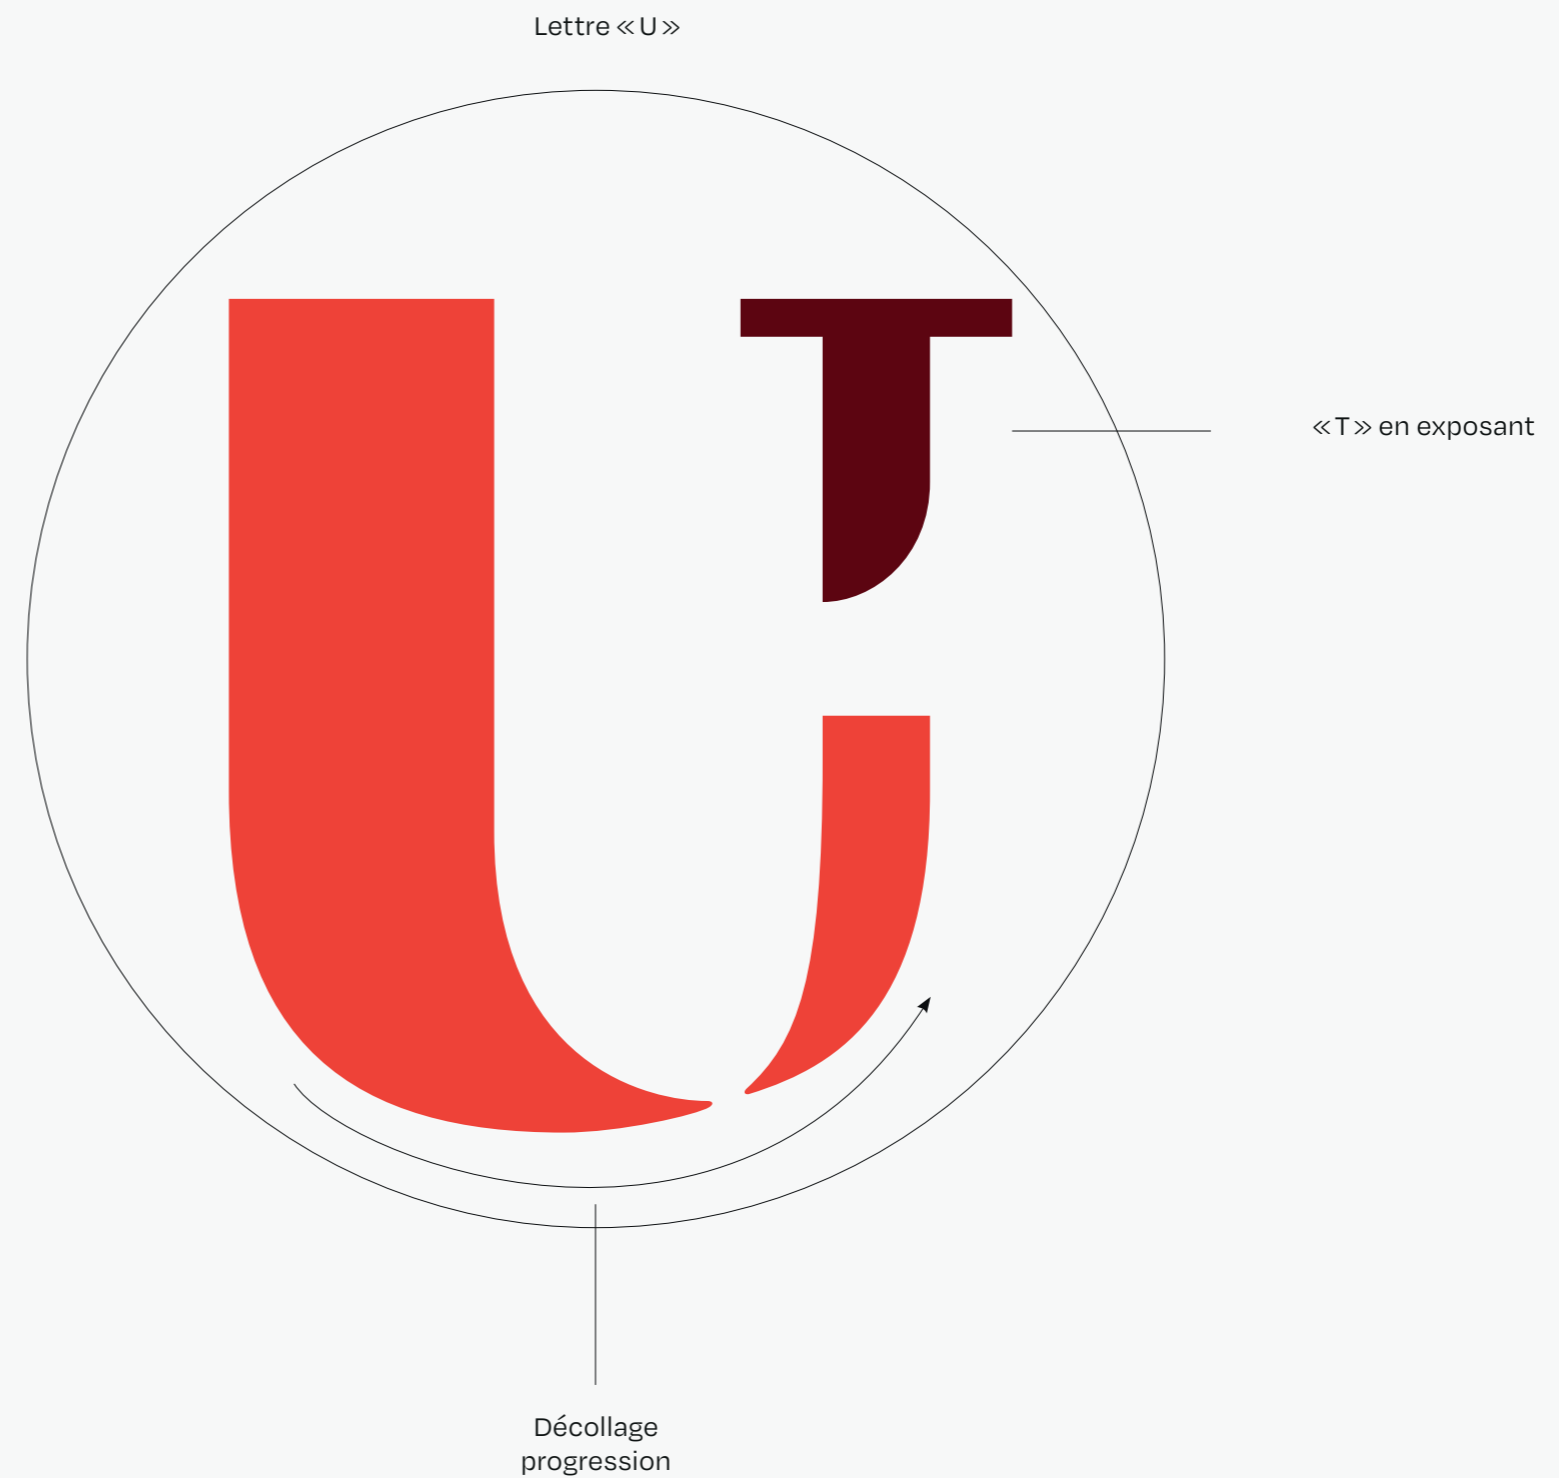 Lettre « U »
« T » en exposant
Décollage
progression